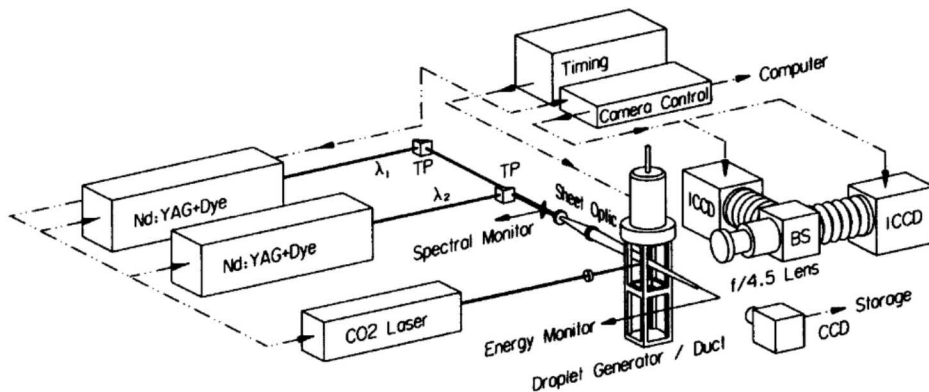 Timing
Computer
Camera Control
λ₁
TP
TP
λ₂
Nd:YAG+Dye
Nd:YAG+Dye
Sheet Optic
Spectral Monitor
ICCD
BS
ICCD
f/4.5 Lens
CO2 Laser
Energy Monitor
Storage
CCD
Droplet Generator / Duct